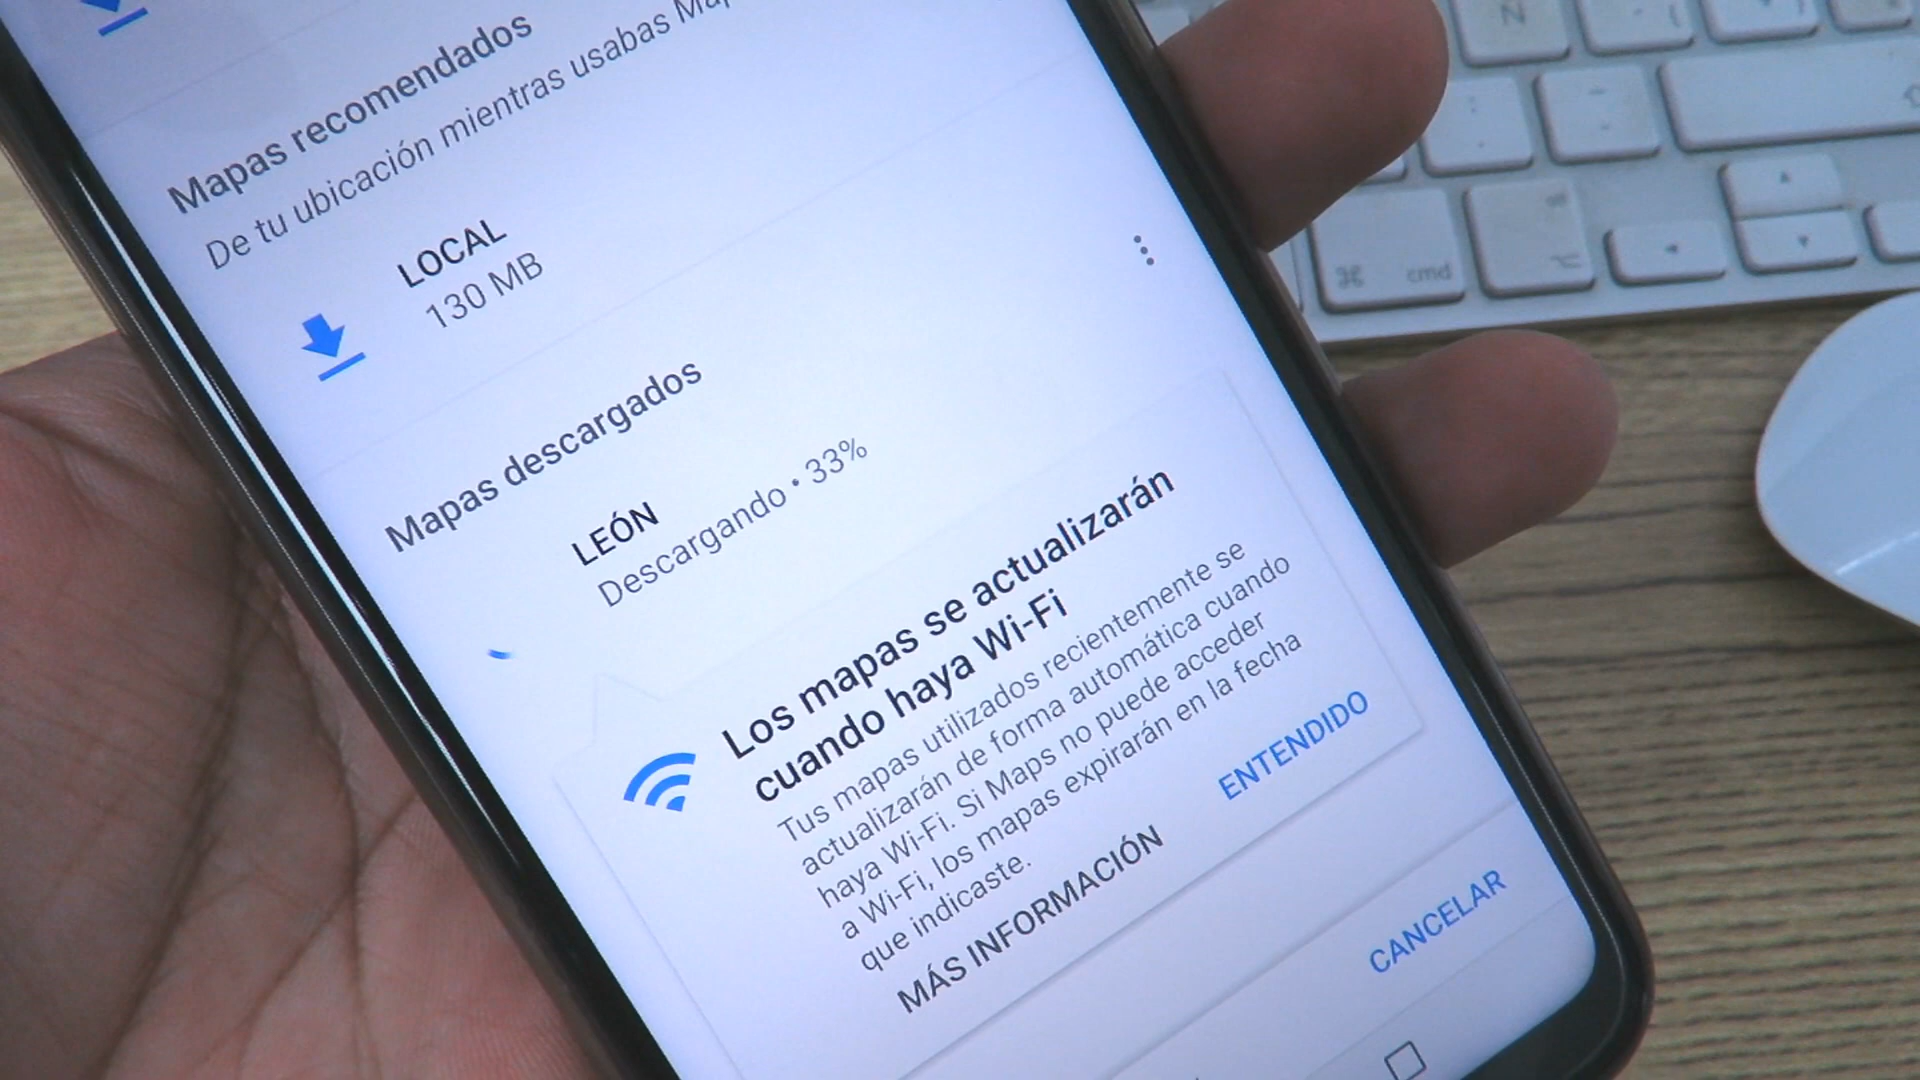 Mapas recomendados
De tu ubicación mientras usabas
LOCAL
130 MB
Mapas descargados
LEÓN
Descargando • 33%
Los mapas se actualizarán
cuando haya Wi-Fi
Tus mapas utilizados recientemente se
actualizarán de forma automática cuando
haya Wi-Fi. Si Maps no puede acceder
a Wi-Fi, los mapas expirarán en la fecha
que indicaste.
MÁS INFORMACIÓN
ENTENDIDO
CANCELAR
N
⌘ cmd
⌥